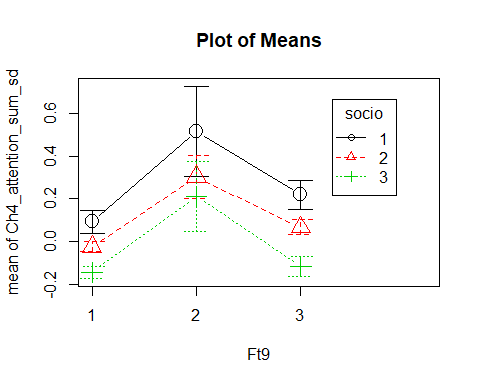 Plot of Means
mean of Ch4_attention_sum_sd
0.6
0.4
0.2
0.0
-0.2
socio
1
2
3
1 2 3
Ft9